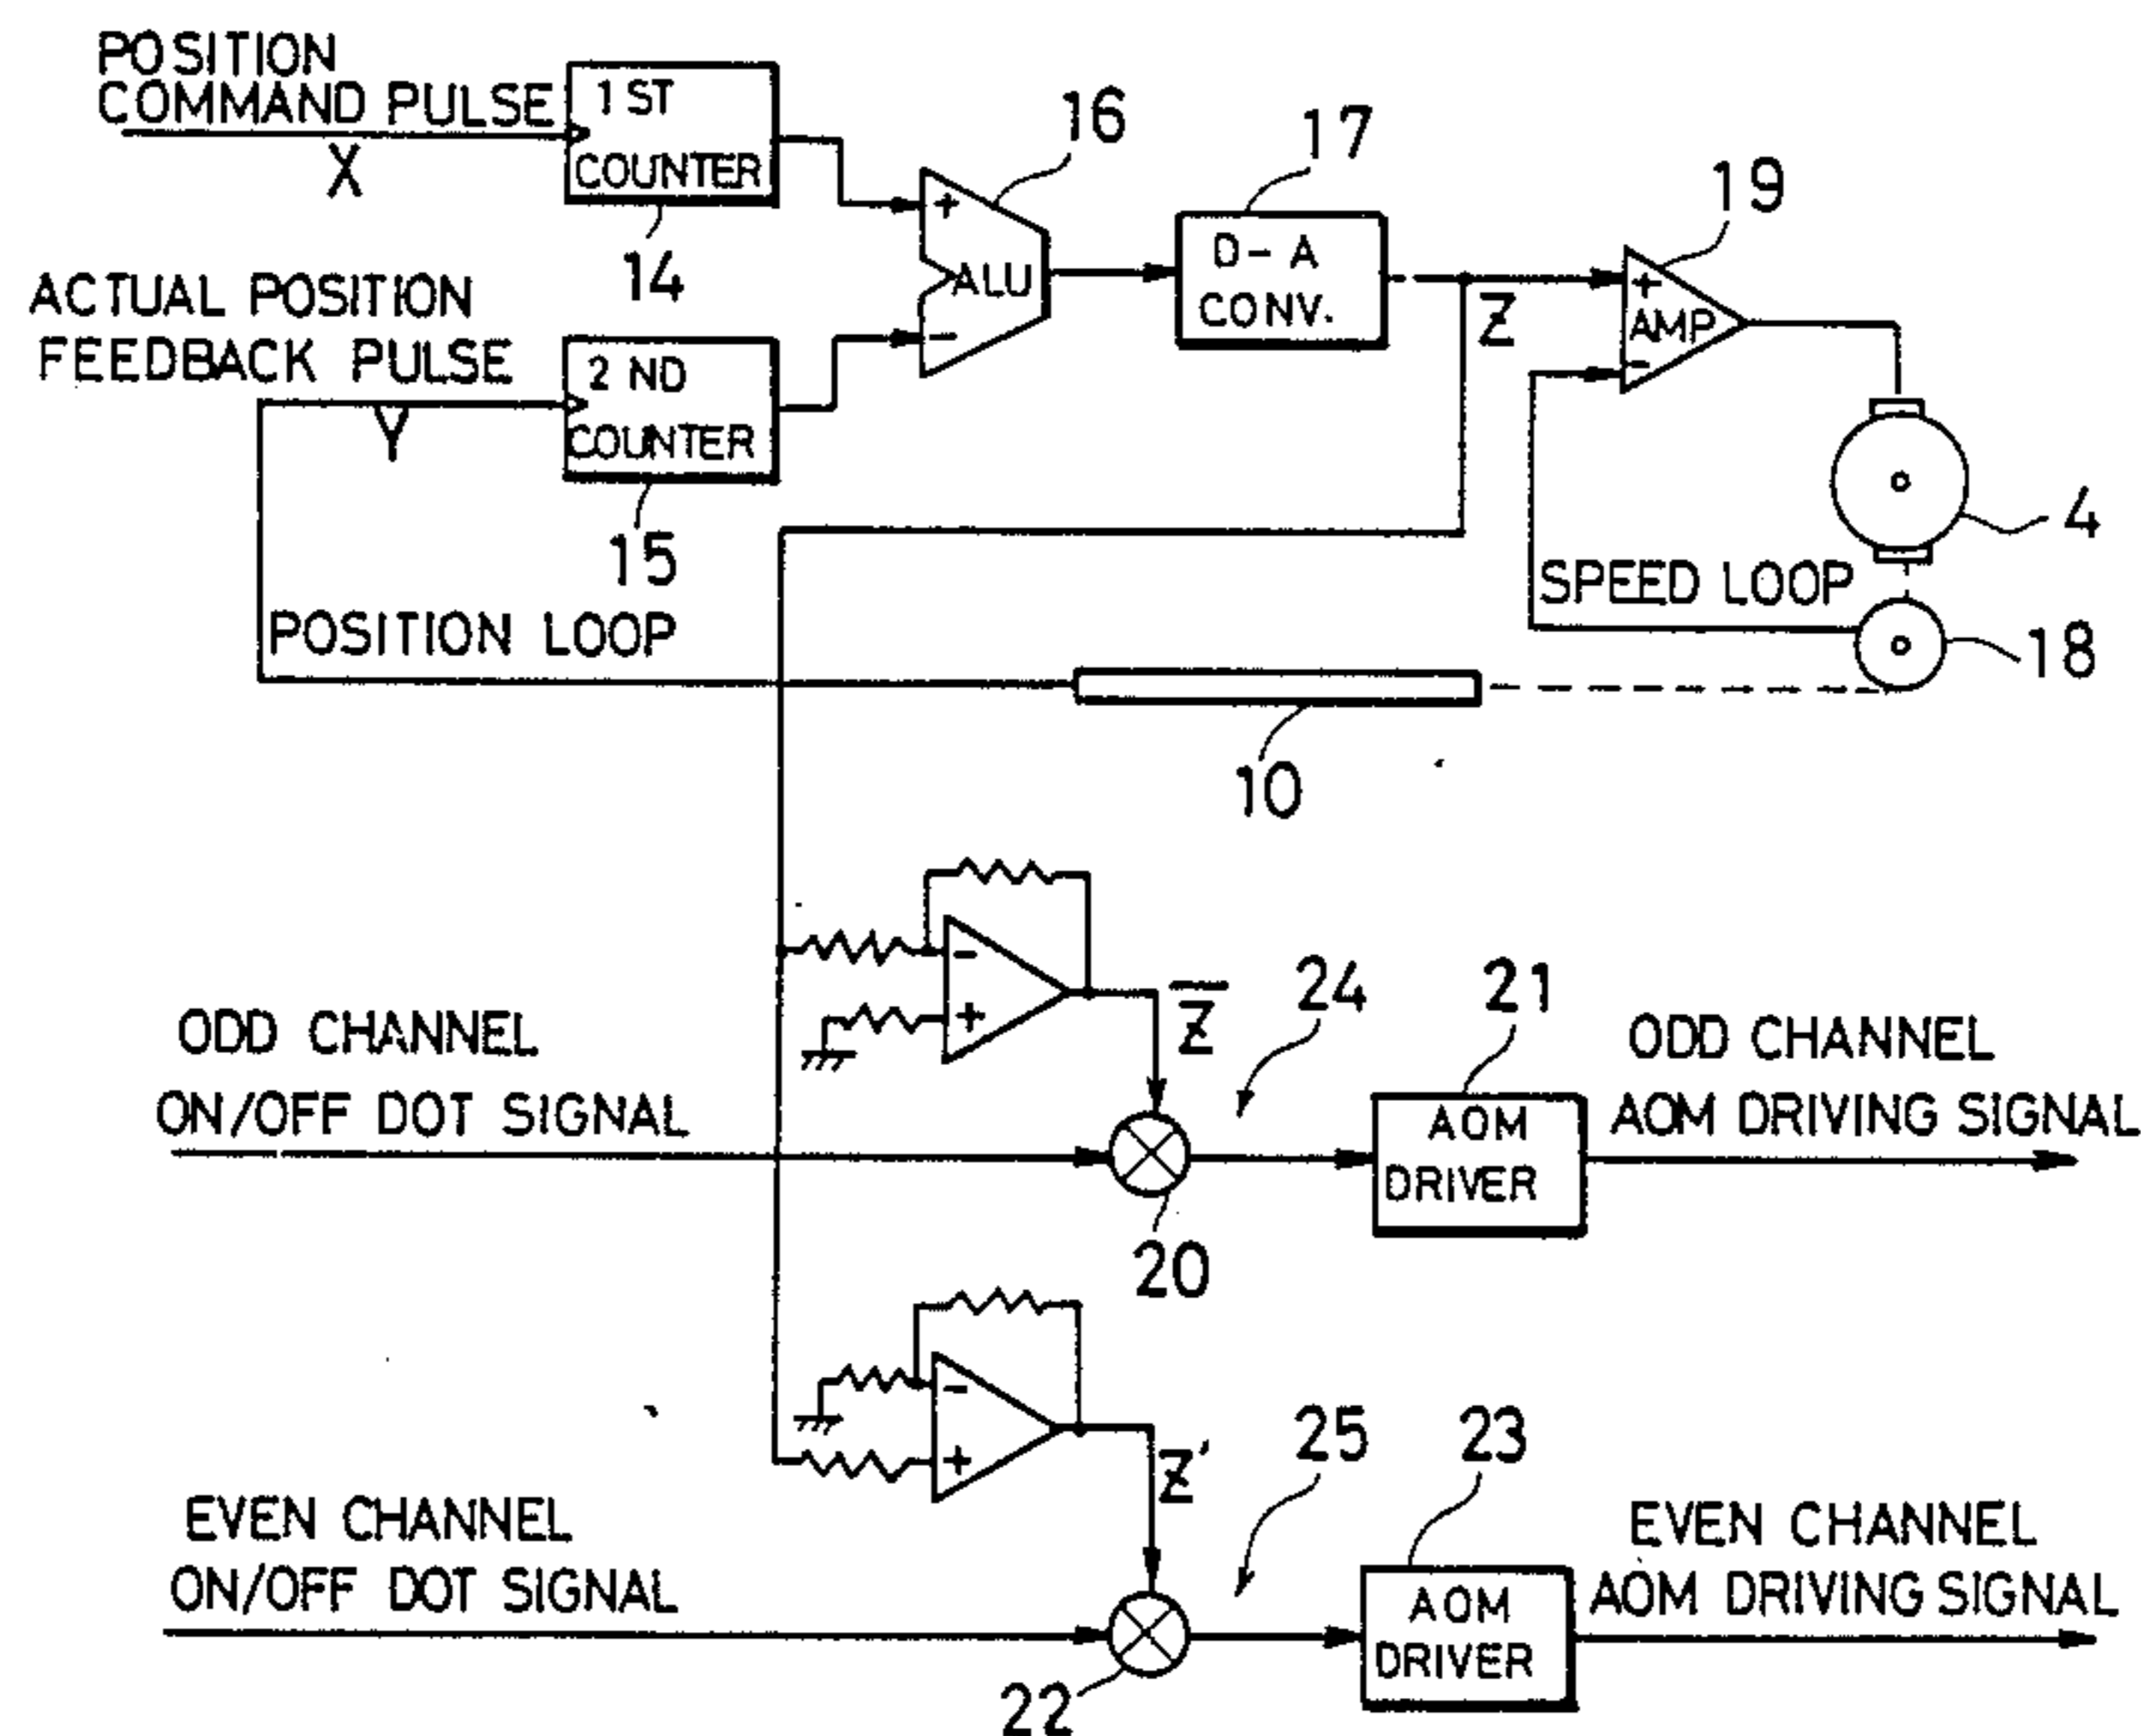 POSITION
COMMAND PULSE
X
1 ST
COUNTER
14
16
ALU
+
-
17
D-A
CONV.
Z
19
+
AMP
-
ACTUAL POSITION
FEEDBACK PULSE
Y
2 ND
COUNTER
15
4
SPEED LOOP
18
POSITION LOOP
10
-
+
Z̅
24
21
ODD CHANNEL
ON/OFF DOT SIGNAL
20
AOM
DRIVER
ODD CHANNEL
AOM DRIVING SIGNAL
-
+
Z'
25
23
EVEN CHANNEL
ON/OFF DOT SIGNAL
22
AOM
DRIVER
EVEN CHANNEL
AOM DRIVING SIGNAL